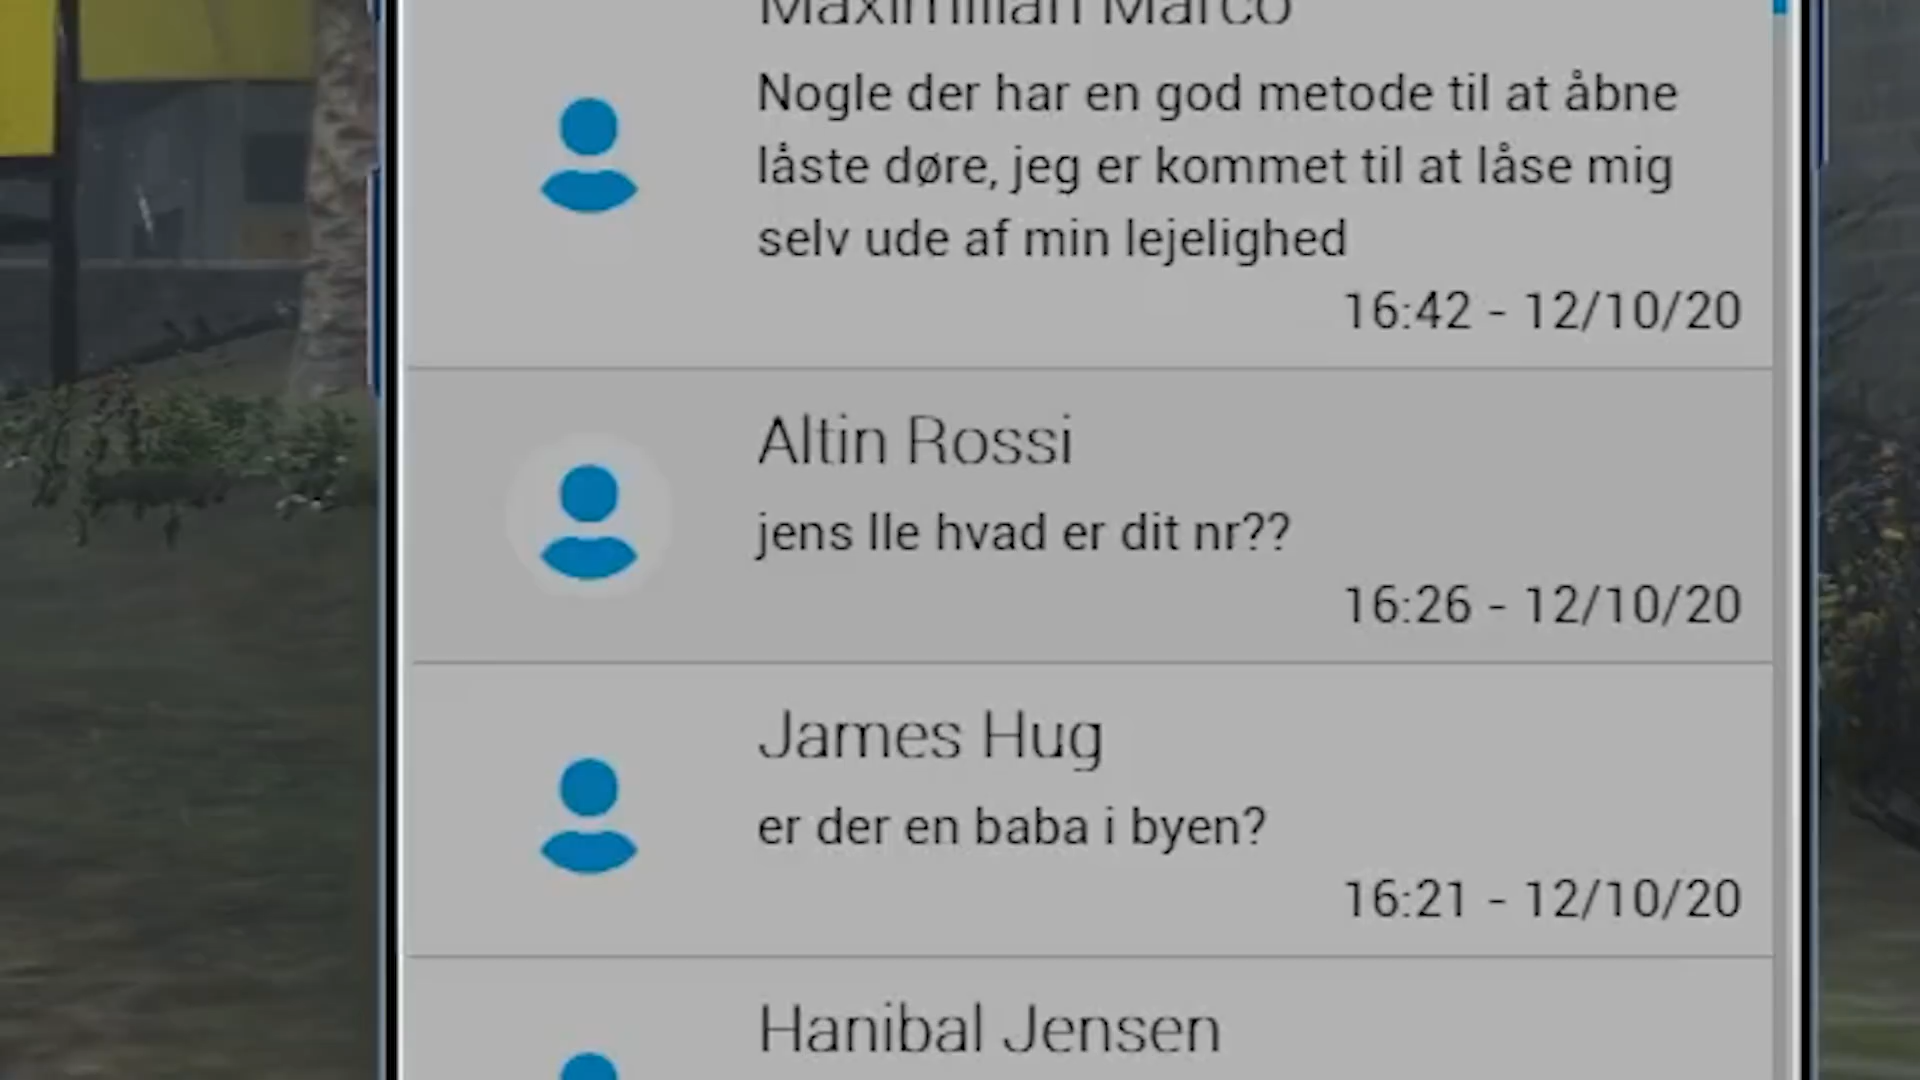 Maximilian Marco
Nogle der har en god metode til at åbne
låste døre, jeg er kommet til at låse mig
selv ude af min lejelighed
16:42 - 12/10/20
Altin Rossi
jens lle hvad er dit nr??
16:26 - 12/10/20
James Hug
er der en baba i byen?
16:21 - 12/10/20
Hanibal Jensen